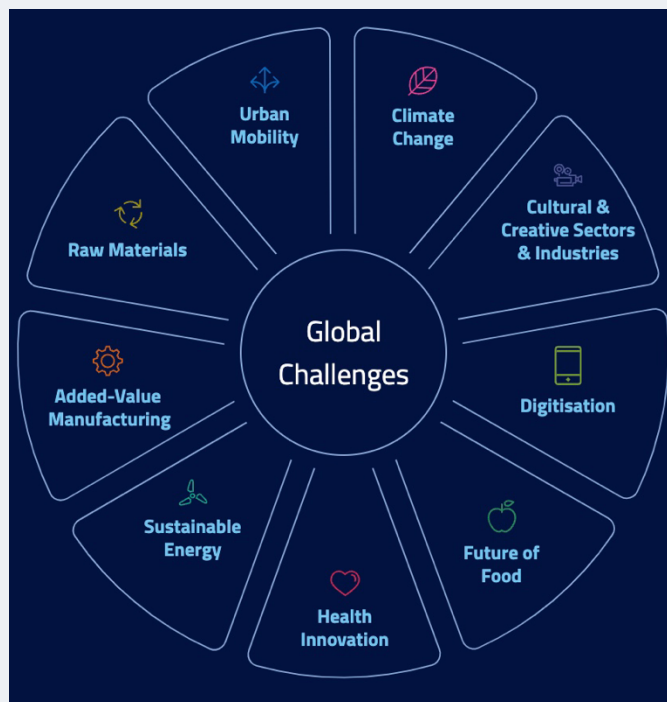 Global
Challenges
Climate
Change
Cultural &
Creative Sectors
& Industries
Digitisation
Future of
Food
Health
Innovation
Sustainable
Energy
Added-Value
Manufacturing
Raw Materials
Urban
Mobility